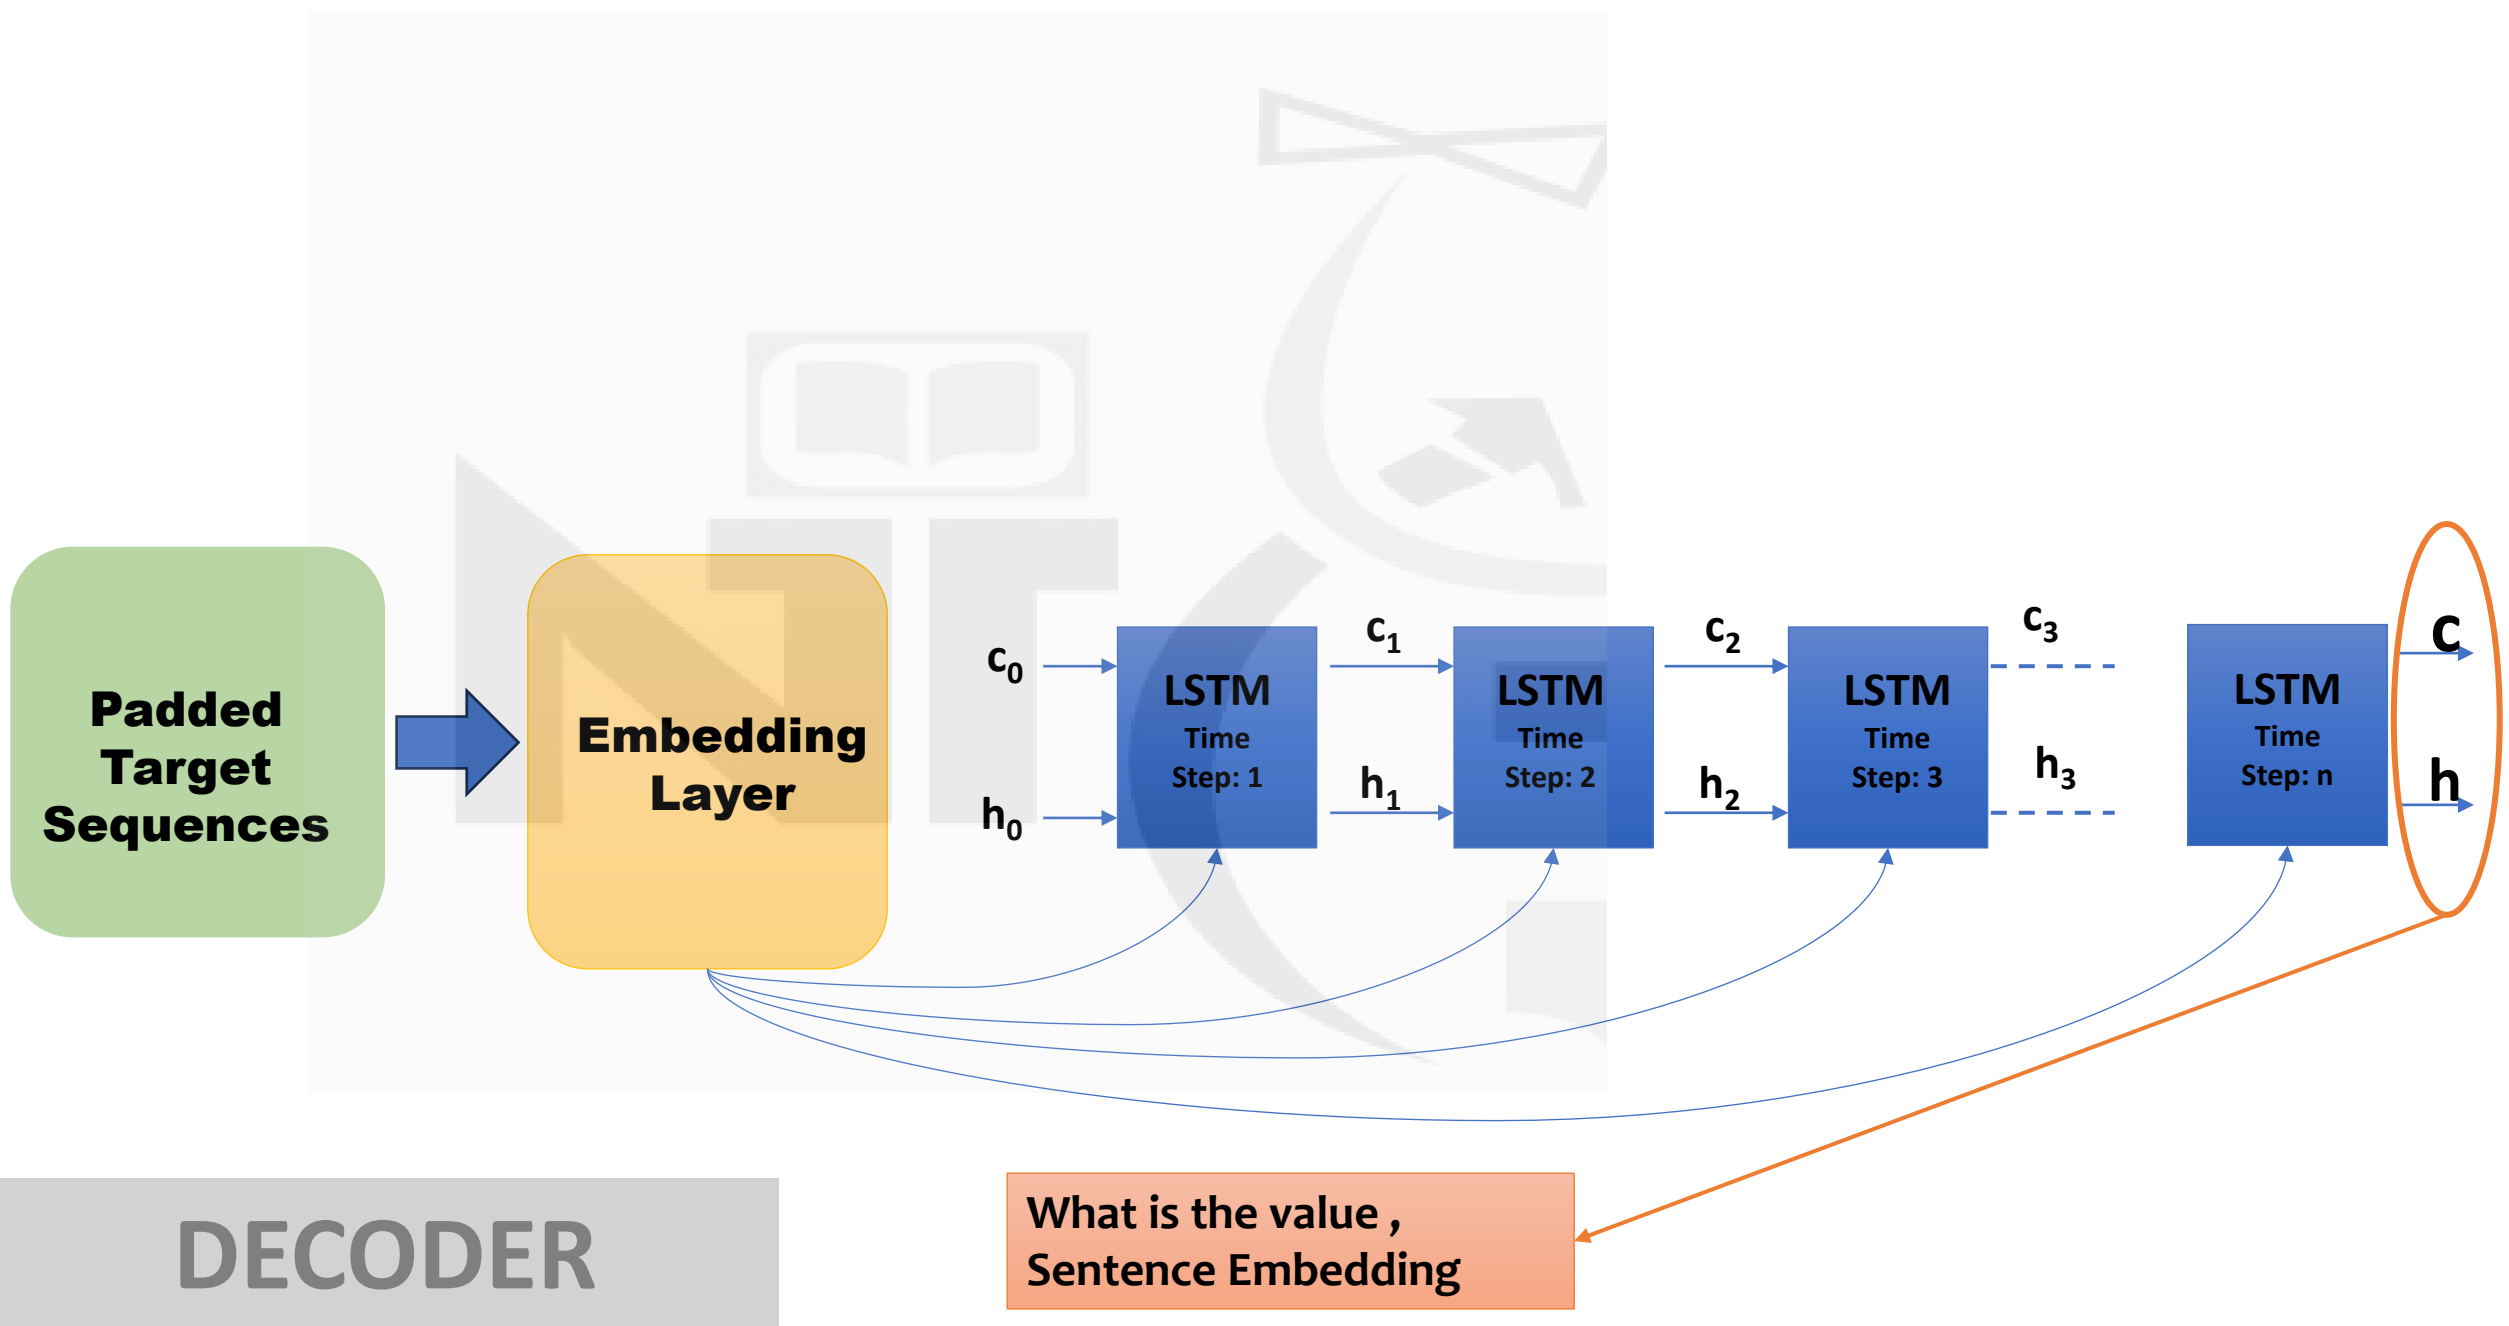 Padded
Target
Sequences
Embedding
Layer
c0
h0
LSTM
Time
Step: 1
c1
h1
LSTM
Time
Step: 2
c2
h2
LSTM
Time
Step: 3
c3
h3
LSTM
Time
Step: n
c
h
DECODER
What is the value ,
Sentence Embedding